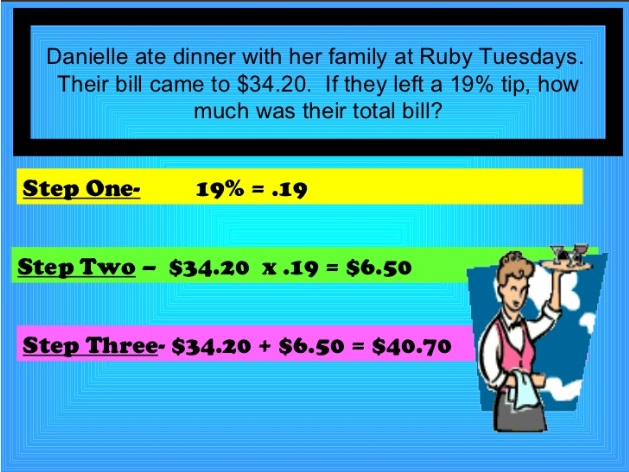 Danielle ate dinner with her family at Ruby Tuesdays.
Their bill came to $34.20. If they left a 19% tip, how
much was their total bill?
Step One- 19% = .19
Step Two – $34.20 x .19 = $6.50
Step Three- $34.20 + $6.50 = $40.70